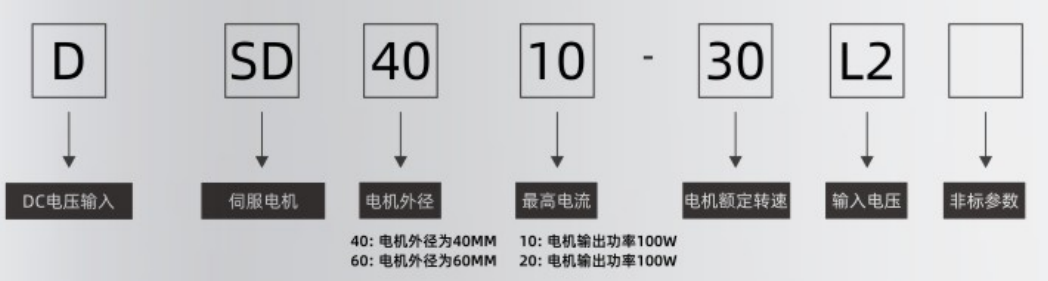 D SD 40 10 - 30 L2
DC电压输入 伺服电机 电机外径 最高电流 电机额定转速 输入电压 非标参数
40: 电机外径为40MM 10: 电机输出功率100W
60: 电机外径为60MM 20: 电机输出功率100W